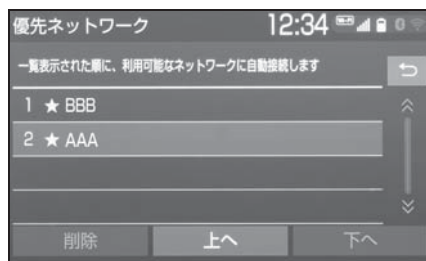 優先ネットワーク 12:34
一覧表示された順に、利用可能なネットワークに自動接続します
1 ★ BBB
2 ★ AAA
削除 上へ 下へ